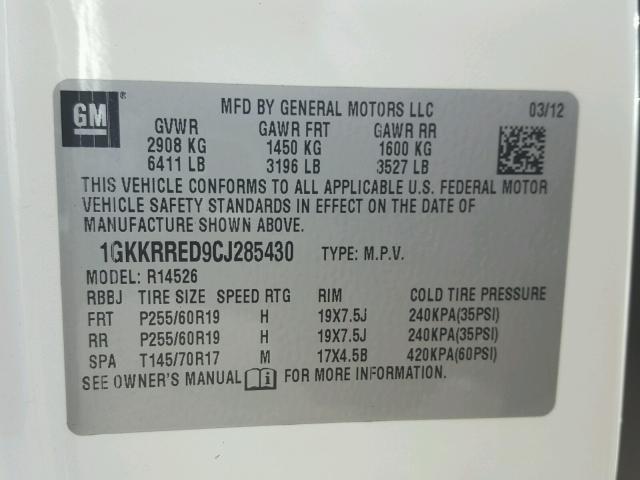 GM ®
MFD BY GENERAL MOTORS LLC 03/12
GVWR GAWR FRT GAWR RR
2908 KG 1450 KG 1600 KG
6411 LB 3196 LB 3527 LB
THIS VEHICLE CONFORMS TO ALL APPLICABLE U.S. FEDERAL MOTOR
VEHICLE SAFETY STANDARDS IN EFFECT ON THE DATE OF
MANUFACTURE SHOWN ABOVE.
1GKKRRED9CJ285430 TYPE: M.P.V.
MODEL: R14526
RBBJ TIRE SIZE SPEED RTG RIM COLD TIRE PRESSURE
FRT P255/60R19 H 19X7.5J 240KPA(35PSI)
RR P255/60R19 H 19X7.5J 240KPA(35PSI)
SPA T145/70R17 M 17X4.5B 420KPA(60PSI)
SEE OWNER'S MANUAL i FOR MORE INFORMATION.